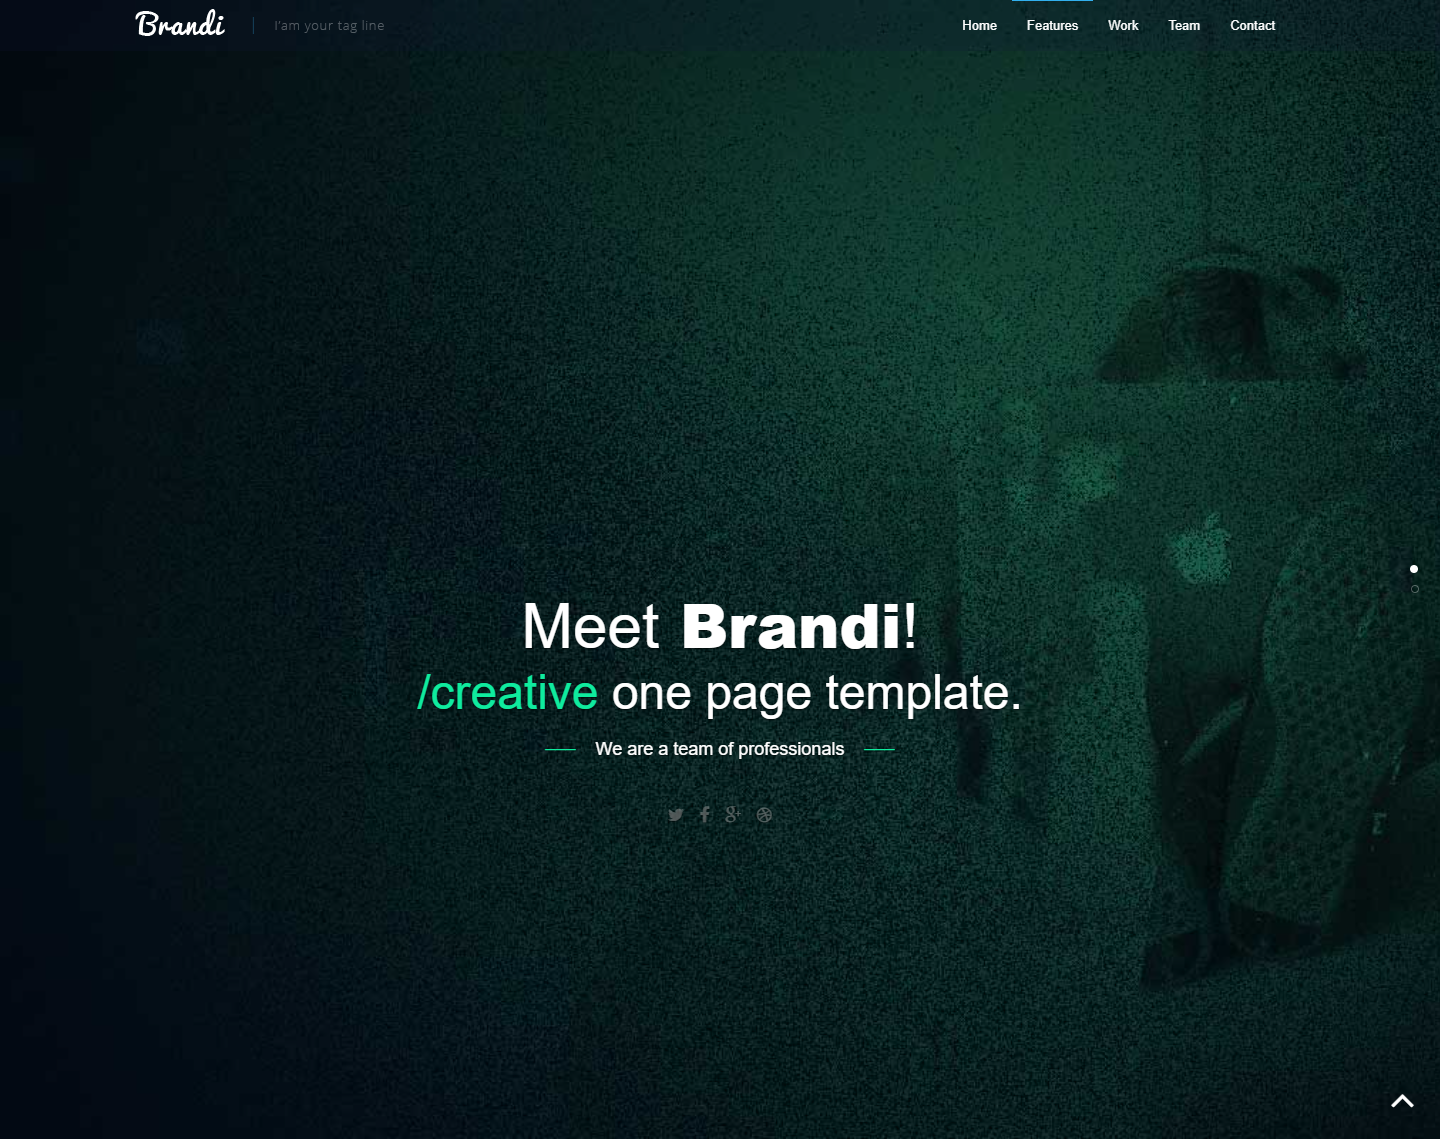 Brandi
I'am your tag line
Home
Features
Work
Team
Contact
Meet Brandi!
/creative one page template.
We are a team of professionals